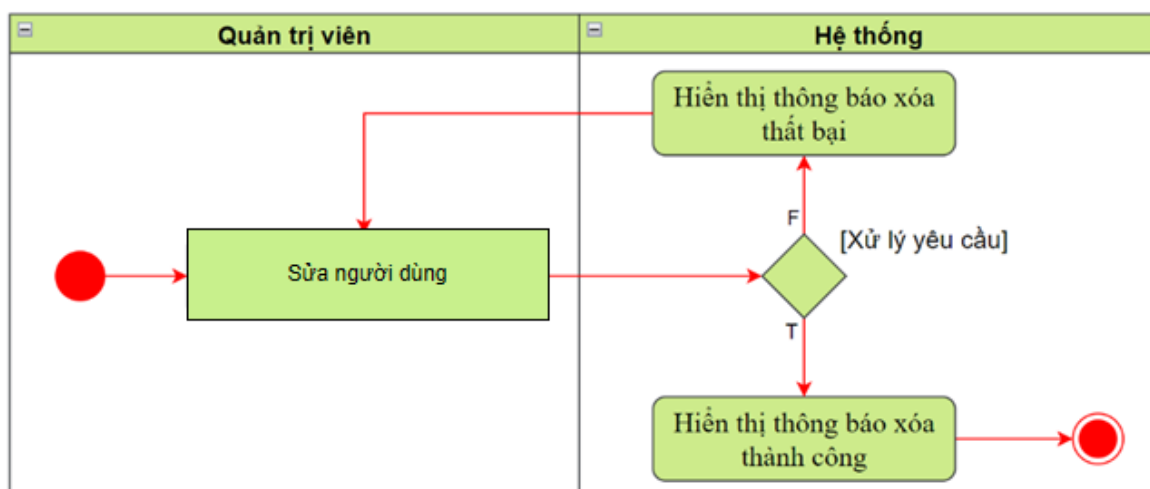 Quản trị viên
Hệ thống
Hiển thị thông báo xóa
thất bại
F
[Xử lý yêu cầu]
Sửa người dùng
T
Hiển thị thông báo xóa
thành công